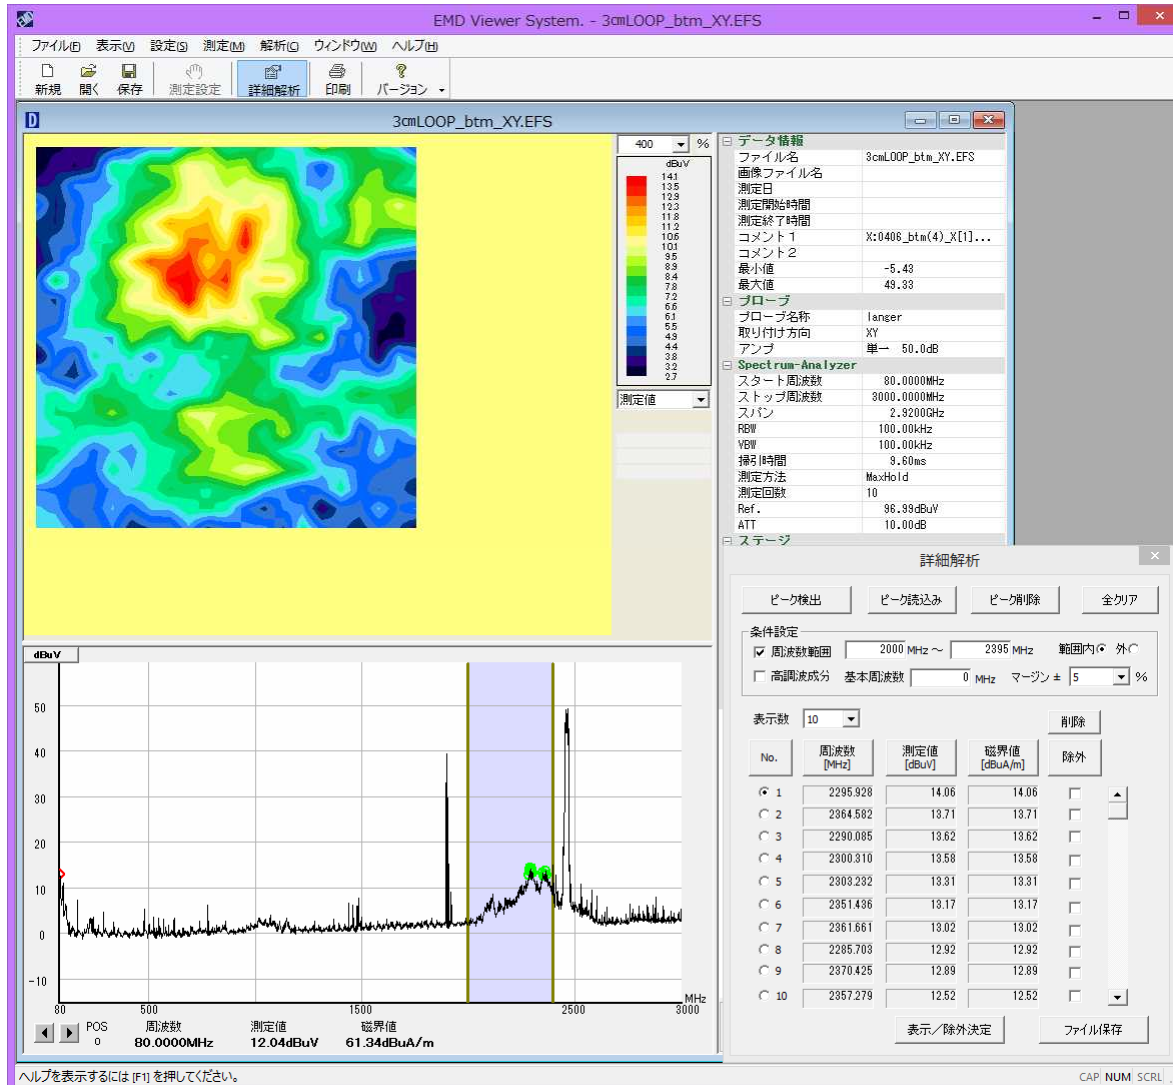 EMD Viewer System. - 3cmLOOP_btm_XY.EFS
ファイル(F) 表示(V) 設定(S) 測定(M) 解析(C) ウィンドウ(W) ヘルプ(H)
新規 開く 保存 測定設定 詳細解析 印刷 バージョン
3cmLOOP_btm_XY.EFS
400 %
dBuV
14.1
13.5
12.9
12.3
11.8
11.2
10.6
10.1
9.5
8.9
8.4
7.8
7.2
6.6
6.1
5.5
4.9
4.4
3.8
3.2
2.7
測定値
データ情報
ファイル名 3cmLOOP_btm_XY.EFS
画像ファイル名
測定日
測定開始時間
測定終了時間
コメント1 X:0406_btm(4)_X[1]...
コメント2
最小値 -5.43
最大値 49.33
プローブ
プローブ名称 langer
取り付け方向 XY
アンプ 単一 50.0dB
Spectrum-Analyzer
スタート周波数 80.0000MHz
ストップ周波数 3000.0000MHz
スパン 2.9200GHz
RBW 100.00kHz
VBW 100.00kHz
掃引時間 9.60ms
測定方法 MaxHold
測定回数 10
Ref. 96.99dBuV
ATT 10.00dB
ステージ
詳細解析
ピーク検出 ピーク読込み ピーク削除 全クリア
条件設定
周波数範囲 2000 MHz ~ 2395 MHz 範囲内 外
高調波成分 基本周波数 0 MHz マージン ± 5 %
表示数 10 削除
No. 周波数 [MHz] 測定値 [dBuV] 磁界値 [dBuA/m] 除外
1 2295.928 14.06 14.06
2 2364.582 13.71 13.71
3 2290.085 13.62 13.62
4 2300.310 13.58 13.58
5 2303.232 13.31 13.31
6 2351.436 13.17 13.17
7 2361.661 13.02 13.02
8 2285.703 12.92 12.92
9 2370.425 12.89 12.89
10 2357.279 12.52 12.52
表示/除外決定 ファイル保存
dBuV
50
40
30
20
10
0
-10
80 500 1500 2500 3000 MHz
POS 周波数 測定値 磁界値
0 80.0000MHz 12.04dBuV 61.34dBuA/m
ヘルプを表示するには [F1] を押してください。 CAP NUM SCRL